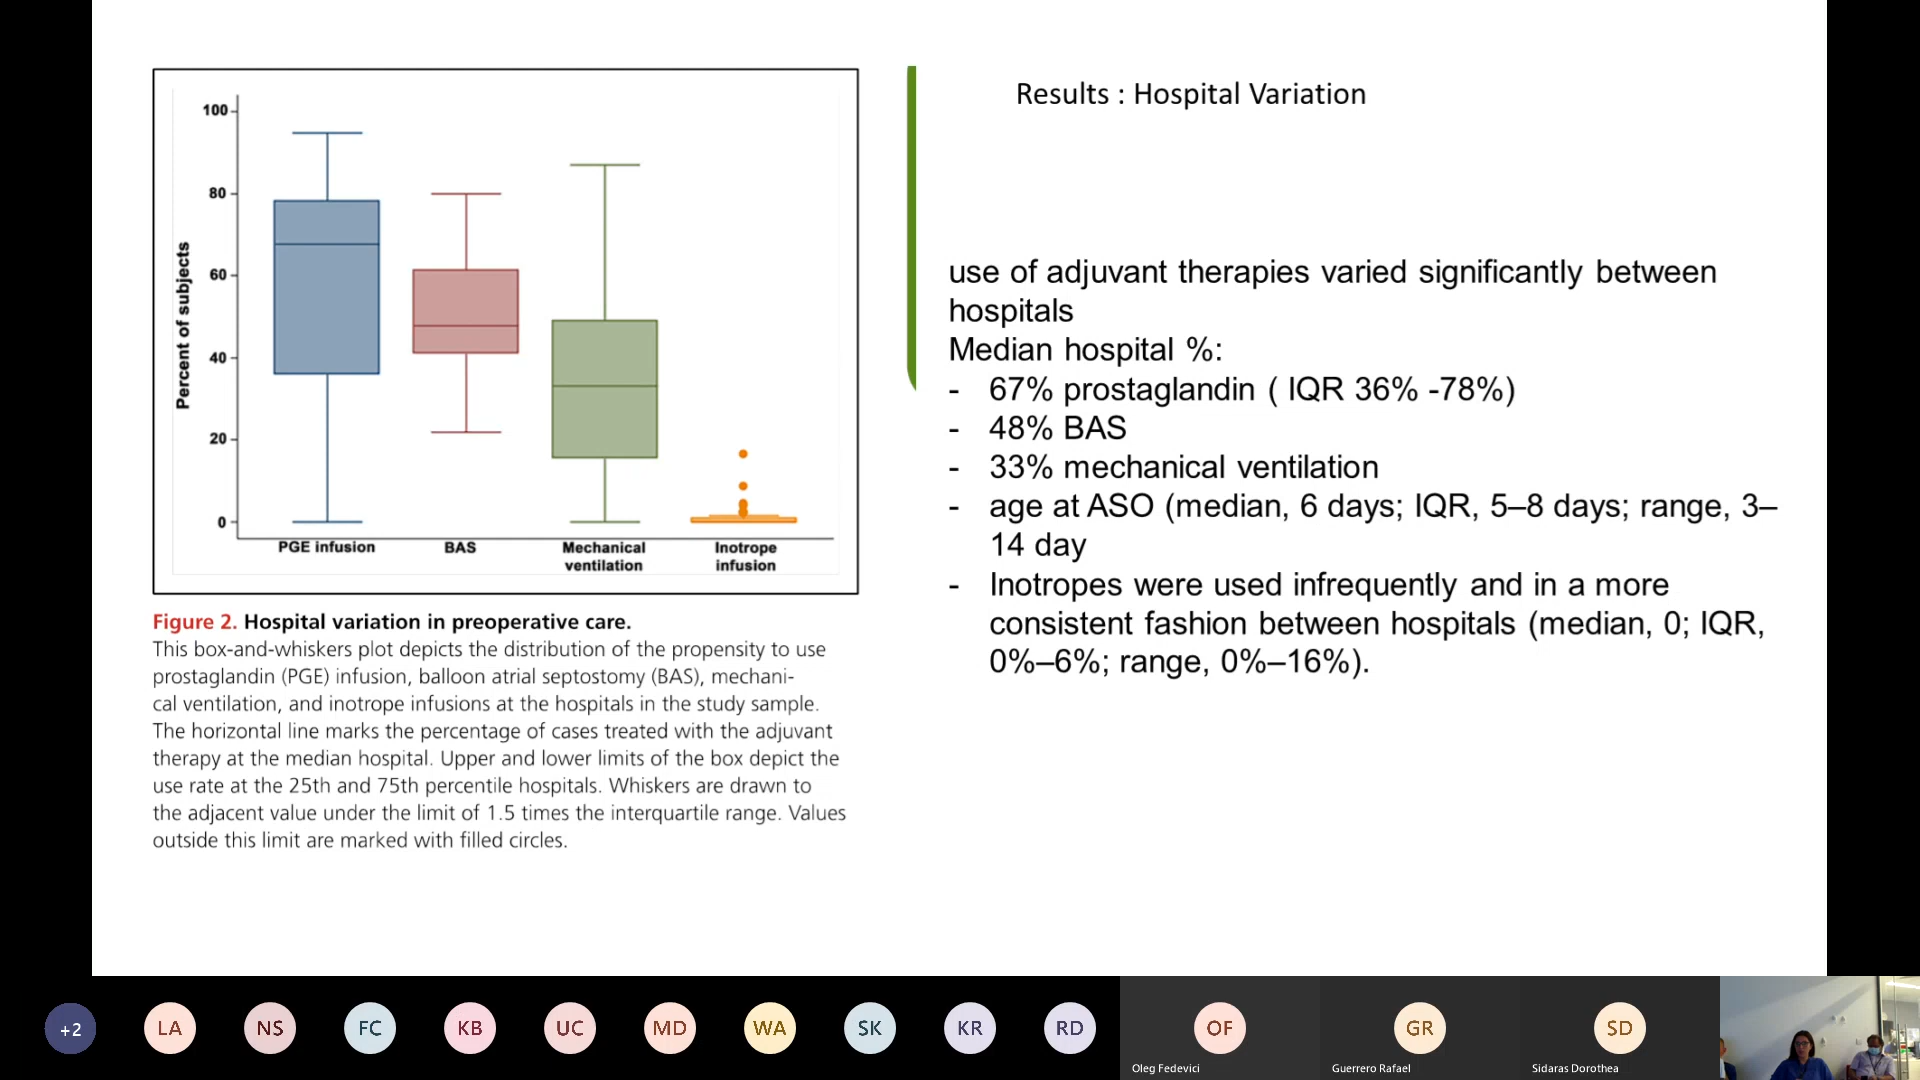 Results : Hospital Variation
100
80
60
40
20
0
Percent of subjects
PGE infusion
BAS
Mechanical
ventilation
Inotrope
infusion
Figure 2. Hospital variation in preoperative care.
This box-and-whiskers plot depicts the distribution of the propensity to use
prostaglandin (PGE) infusion, balloon atrial septostomy (BAS), mechani-
cal ventilation, and inotrope infusions at the hospitals in the study sample.
The horizontal line marks the percentage of cases treated with the adjuvant
therapy at the median hospital. Upper and lower limits of the box depict the
use rate at the 25th and 75th percentile hospitals. Whiskers are drawn to
the adjacent value under the limit of 1.5 times the interquartile range. Values
outside this limit are marked with filled circles.
use of adjuvant therapies varied significantly between
hospitals
Median hospital %:
- 67% prostaglandin ( IQR 36% -78%)
- 48% BAS
- 33% mechanical ventilation
- age at ASO (median, 6 days; IQR, 5–8 days; range, 3–
14 day
- Inotropes were used infrequently and in a more
consistent fashion between hospitals (median, 0; IQR,
0%–6%; range, 0%–16%).
+2
LA
NS
FC
KB
UC
MD
WA
SK
KR
RD
OF
GR
SD
Oleg Fedevici
Guerrero Rafael
Sidaras Dorothea